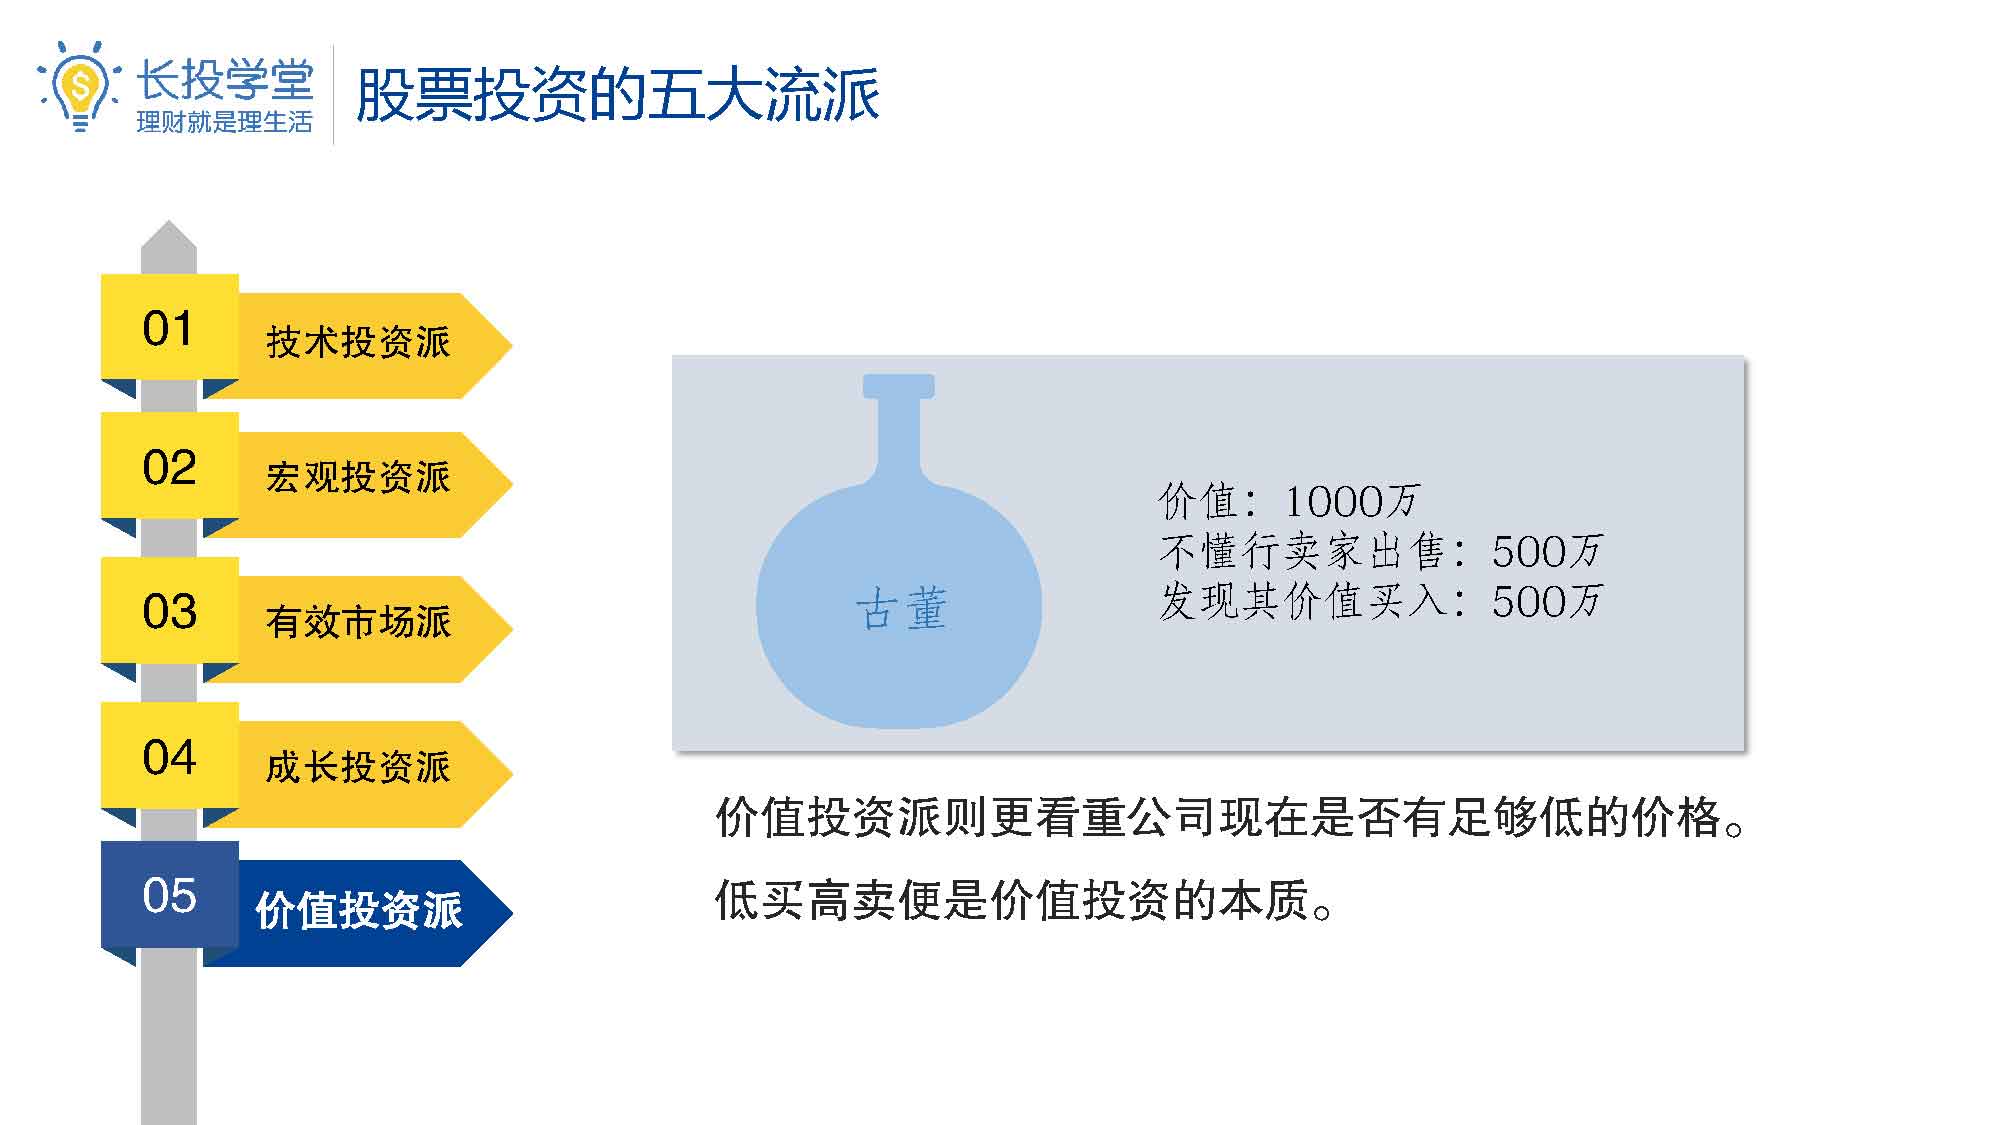 长投学堂
理财就是理生活
股票投资的五大流派
01
技术投资派
02
宏观投资派
03
有效市场派
04
成长投资派
05
价值投资派
古董
价值：1000万
不懂行卖家出售：500万
发现其价值买入：500万
价值投资派则更看重公司现在是否有足够低的价格。
低买高卖便是价值投资的本质。